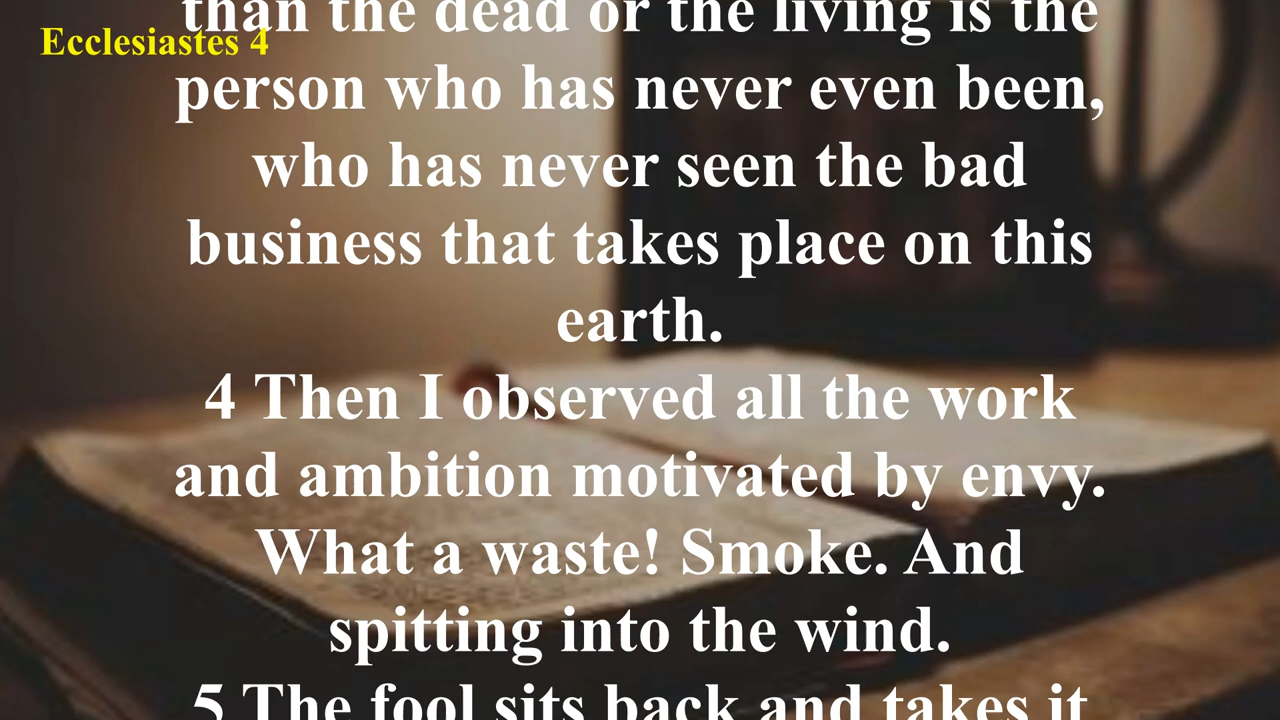 Ecclesiastes 4
than the dead or the living is the
person who has never even been,
who has never seen the bad
business that takes place on this
earth.
4 Then I observed all the work
and ambition motivated by envy.
What a waste! Smoke. And
spitting into the wind.
5 The fool sits back and takes it